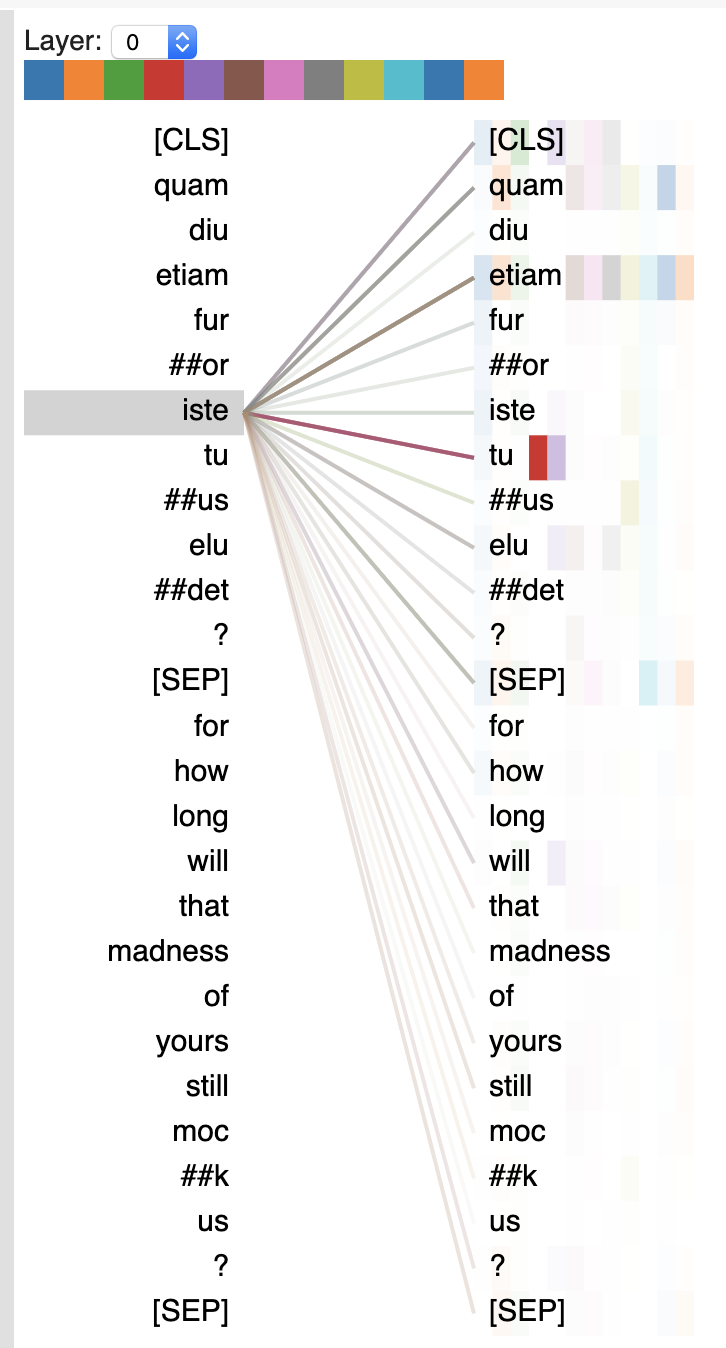 Layer: 0
[CLS] [CLS]
quam quam
diu diu
etiam etiam
fur fur
##or ##or
iste iste
tu tu
##us ##us
elu elu
##det ##det
? ?
[SEP] [SEP]
for for
how how
long long
will will
that that
madness madness
of of
yours yours
still still
moc moc
##k ##k
us us
? ?
[SEP] [SEP]